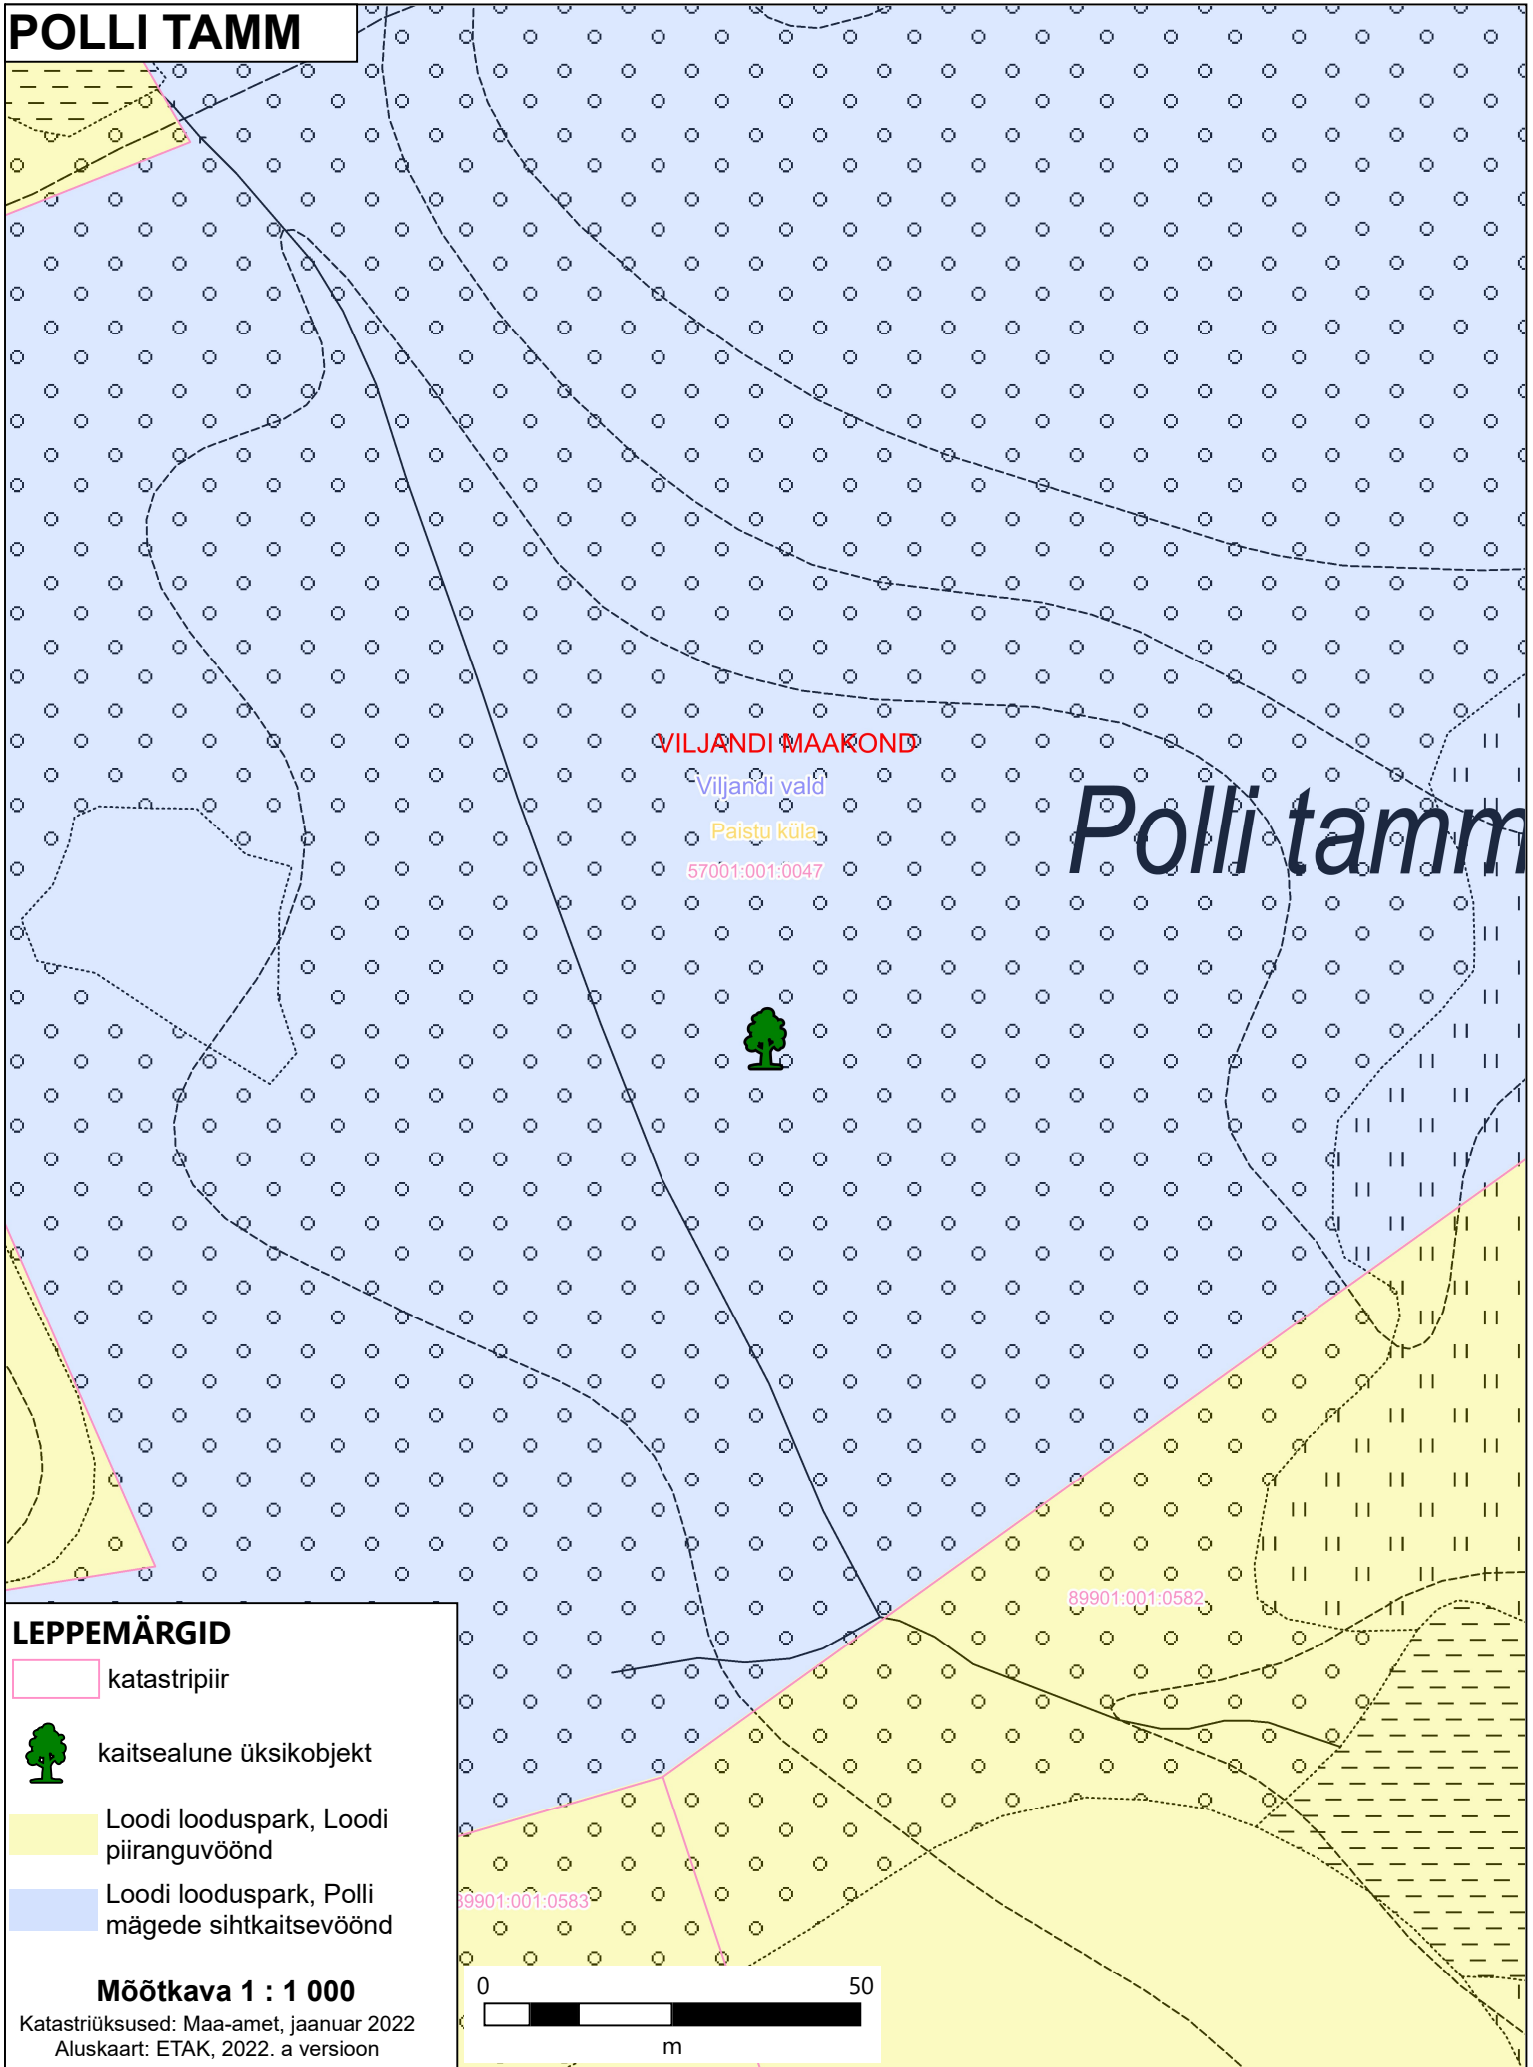 POLLI TAMM
VILJANDI MAAKOND
Viljandi vald
Paistu küla
57001:001:0047
Polli tamm
89901:001:0582
89901:001:0583
LEPPEMÄRGID
katastripiir
kaitsealune üksikobjekt
Loodi looduspark, Loodi
piiranguvöönd
Loodi looduspark, Polli
mägede sihtkaitsevöönd
Mõõtkava 1 : 1 000
Katastriüksused: Maa-amet, jaanuar 2022
Aluskaart: ETAK, 2022. a versioon
0 50
m